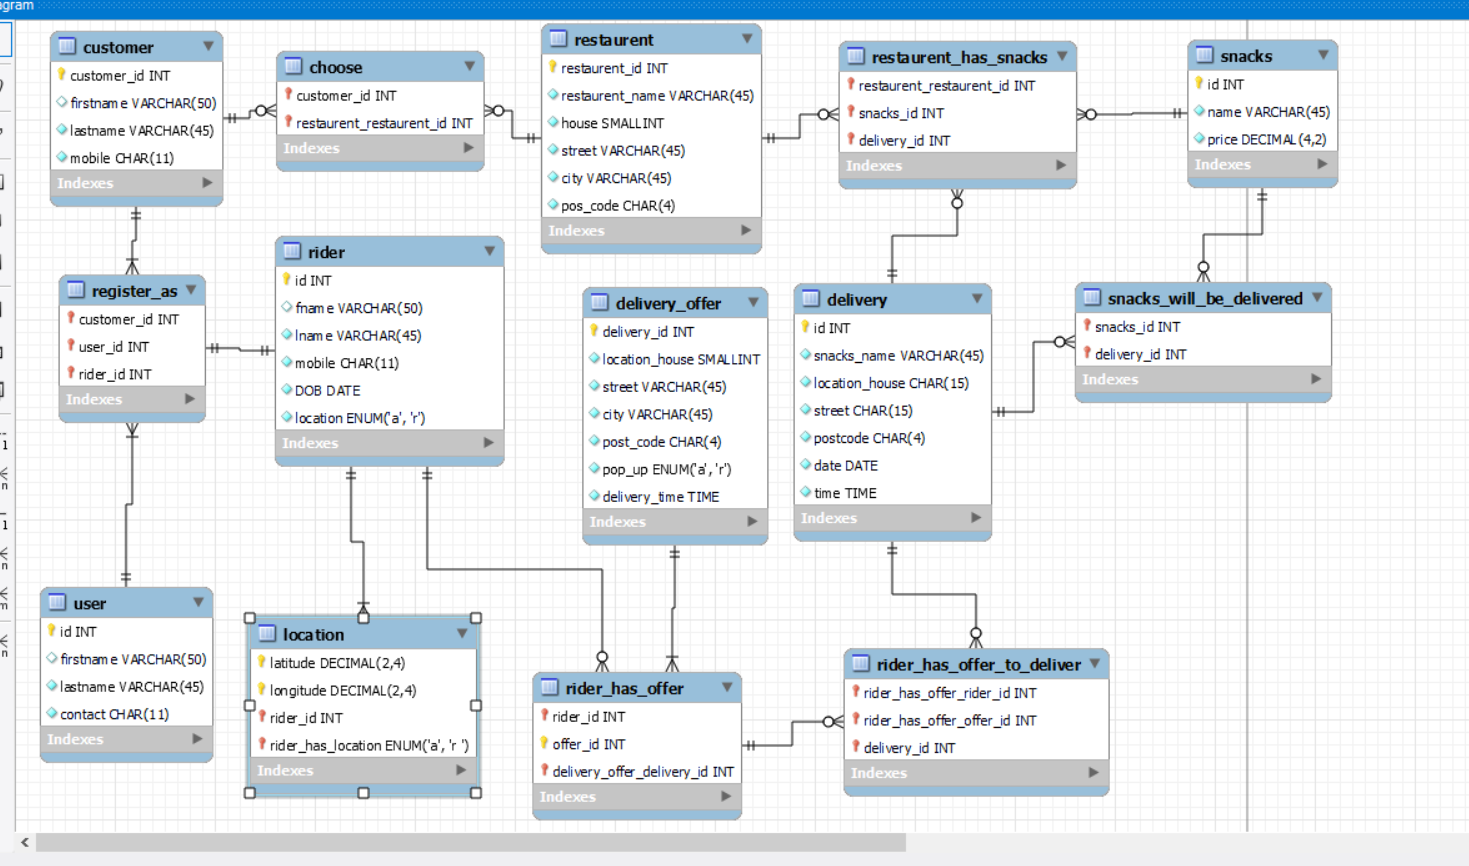 agram
customer
customer_id INT
firstname VARCHAR(50)
lastname VARCHAR(45)
mobile CHAR(11)
Indexes
choose
customer_id INT
restaurent_restaurent_id INT
Indexes
restaurent
restaurent_id INT
restaurent_name VARCHAR(45)
house SMALLINT
street VARCHAR(45)
city VARCHAR(45)
pos_code CHAR(4)
Indexes
restaurent_has_snacks
restaurent_restaurent_id INT
snacks_id INT
delivery_id INT
Indexes
snacks
id INT
name VARCHAR(45)
price DECIMAL(4,2)
Indexes
register_as
customer_id INT
user_id INT
rider_id INT
Indexes
rider
id INT
fname VARCHAR(50)
lname VARCHAR(45)
mobile CHAR(11)
DOB DATE
location ENUM('a', 'r')
Indexes
delivery_offer
delivery_id INT
location_house SMALLINT
street VARCHAR(45)
city VARCHAR(45)
post_code CHAR(4)
pop_up ENUM('a', 'r')
delivery_time TIME
Indexes
delivery
id INT
snacks_name VARCHAR(45)
location_house CHAR(15)
street CHAR(15)
postcode CHAR(4)
date DATE
time TIME
Indexes
snacks_will_be_delivered
snacks_id INT
delivery_id INT
Indexes
user
id INT
firstname VARCHAR(50)
lastname VARCHAR(45)
contact CHAR(11)
Indexes
location
latitude DECIMAL(2,4)
longitude DECIMAL(2,4)
rider_id INT
rider_has_location ENUM('a', 'r ')
Indexes
rider_has_offer
rider_id INT
offer_id INT
delivery_offer_delivery_id INT
Indexes
rider_has_offer_to_deliver
rider_has_offer_rider_id INT
rider_has_offer_offer_id INT
delivery_id INT
Indexes